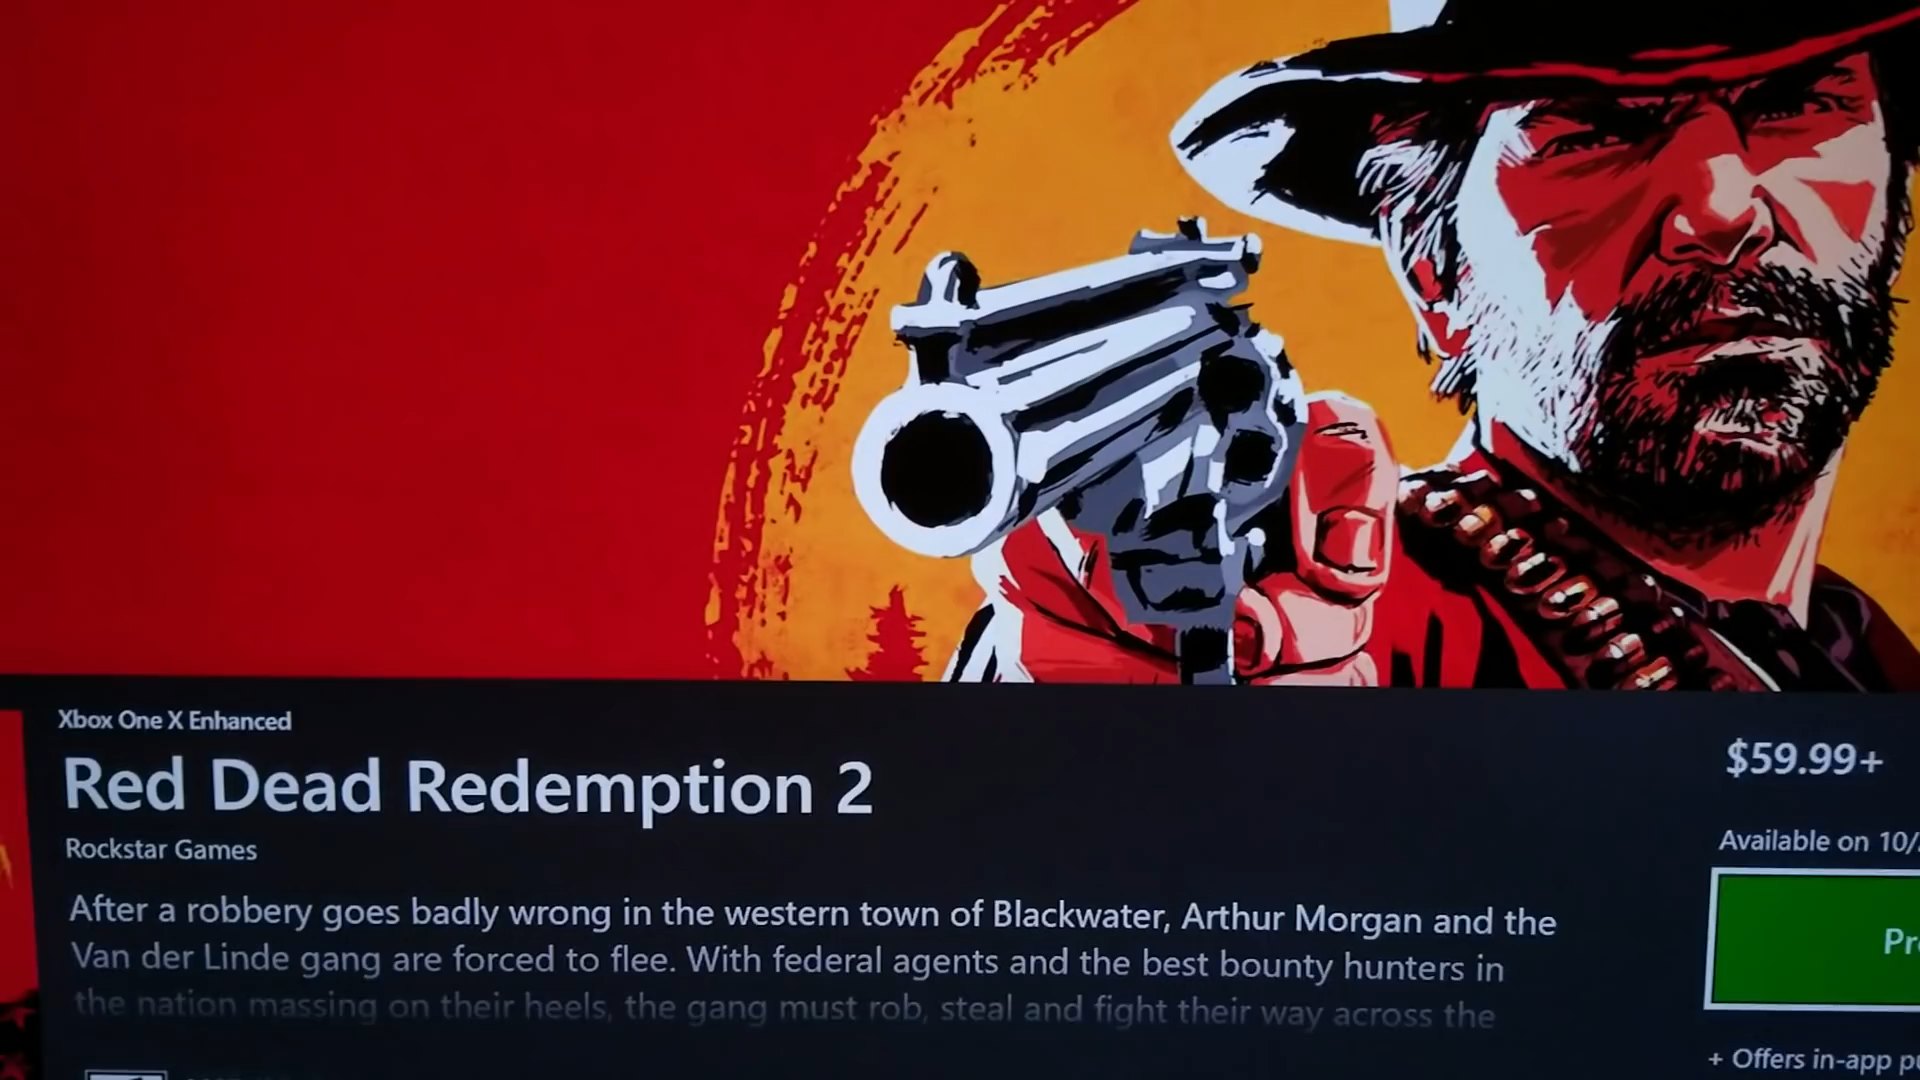 Xbox One X Enhanced
Red Dead Redemption 2
Rockstar Games
After a robbery goes badly wrong in the western town of Blackwater, Arthur Morgan and the
Van der Linde gang are forced to flee. With federal agents and the best bounty hunters in
the nation massing on their heels, the gang must rob, steal and fight their way across the
$59.99+
Available on 10/
+ Offers in-app